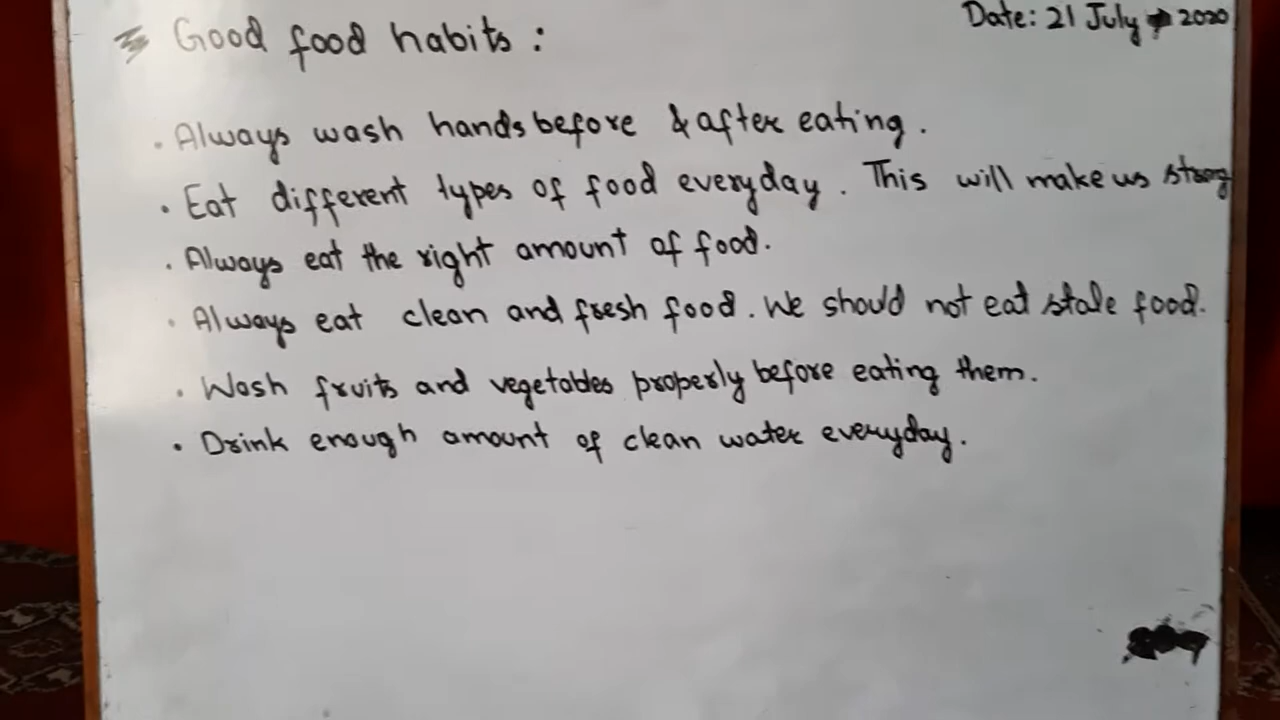 Date: 21 July 2020
Good food habits :
. Always wash hands before & after eating.
. Eat different types of food everyday. This will make us strong
. Always eat the right amount of food.
. Always eat clean and fresh food. We should not eat stale food.
. Wash fruits and vegetables properly before eating them.
. Drink enough amount of clean water everyday.